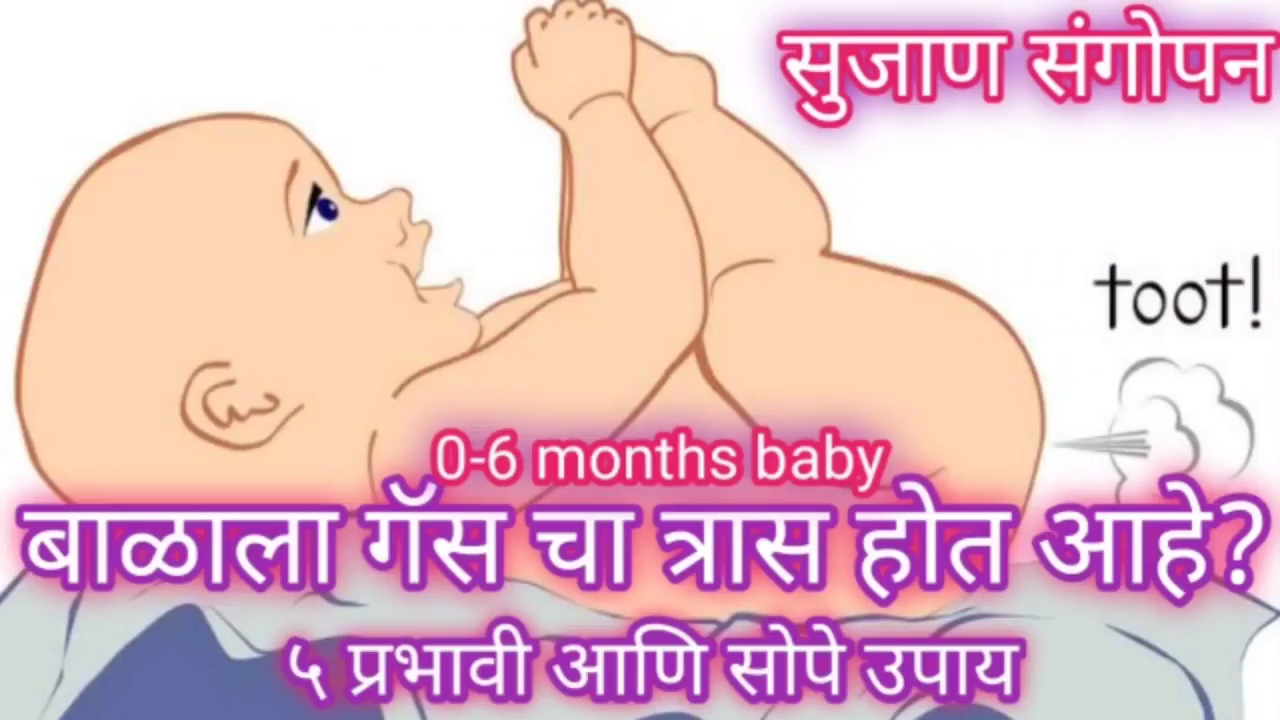 सुजाण संगोपन
toot!
0-6 months baby
बाळाला गॅस चा त्रास होत आहे?
५ प्रभावी आणि सोपे उपाय